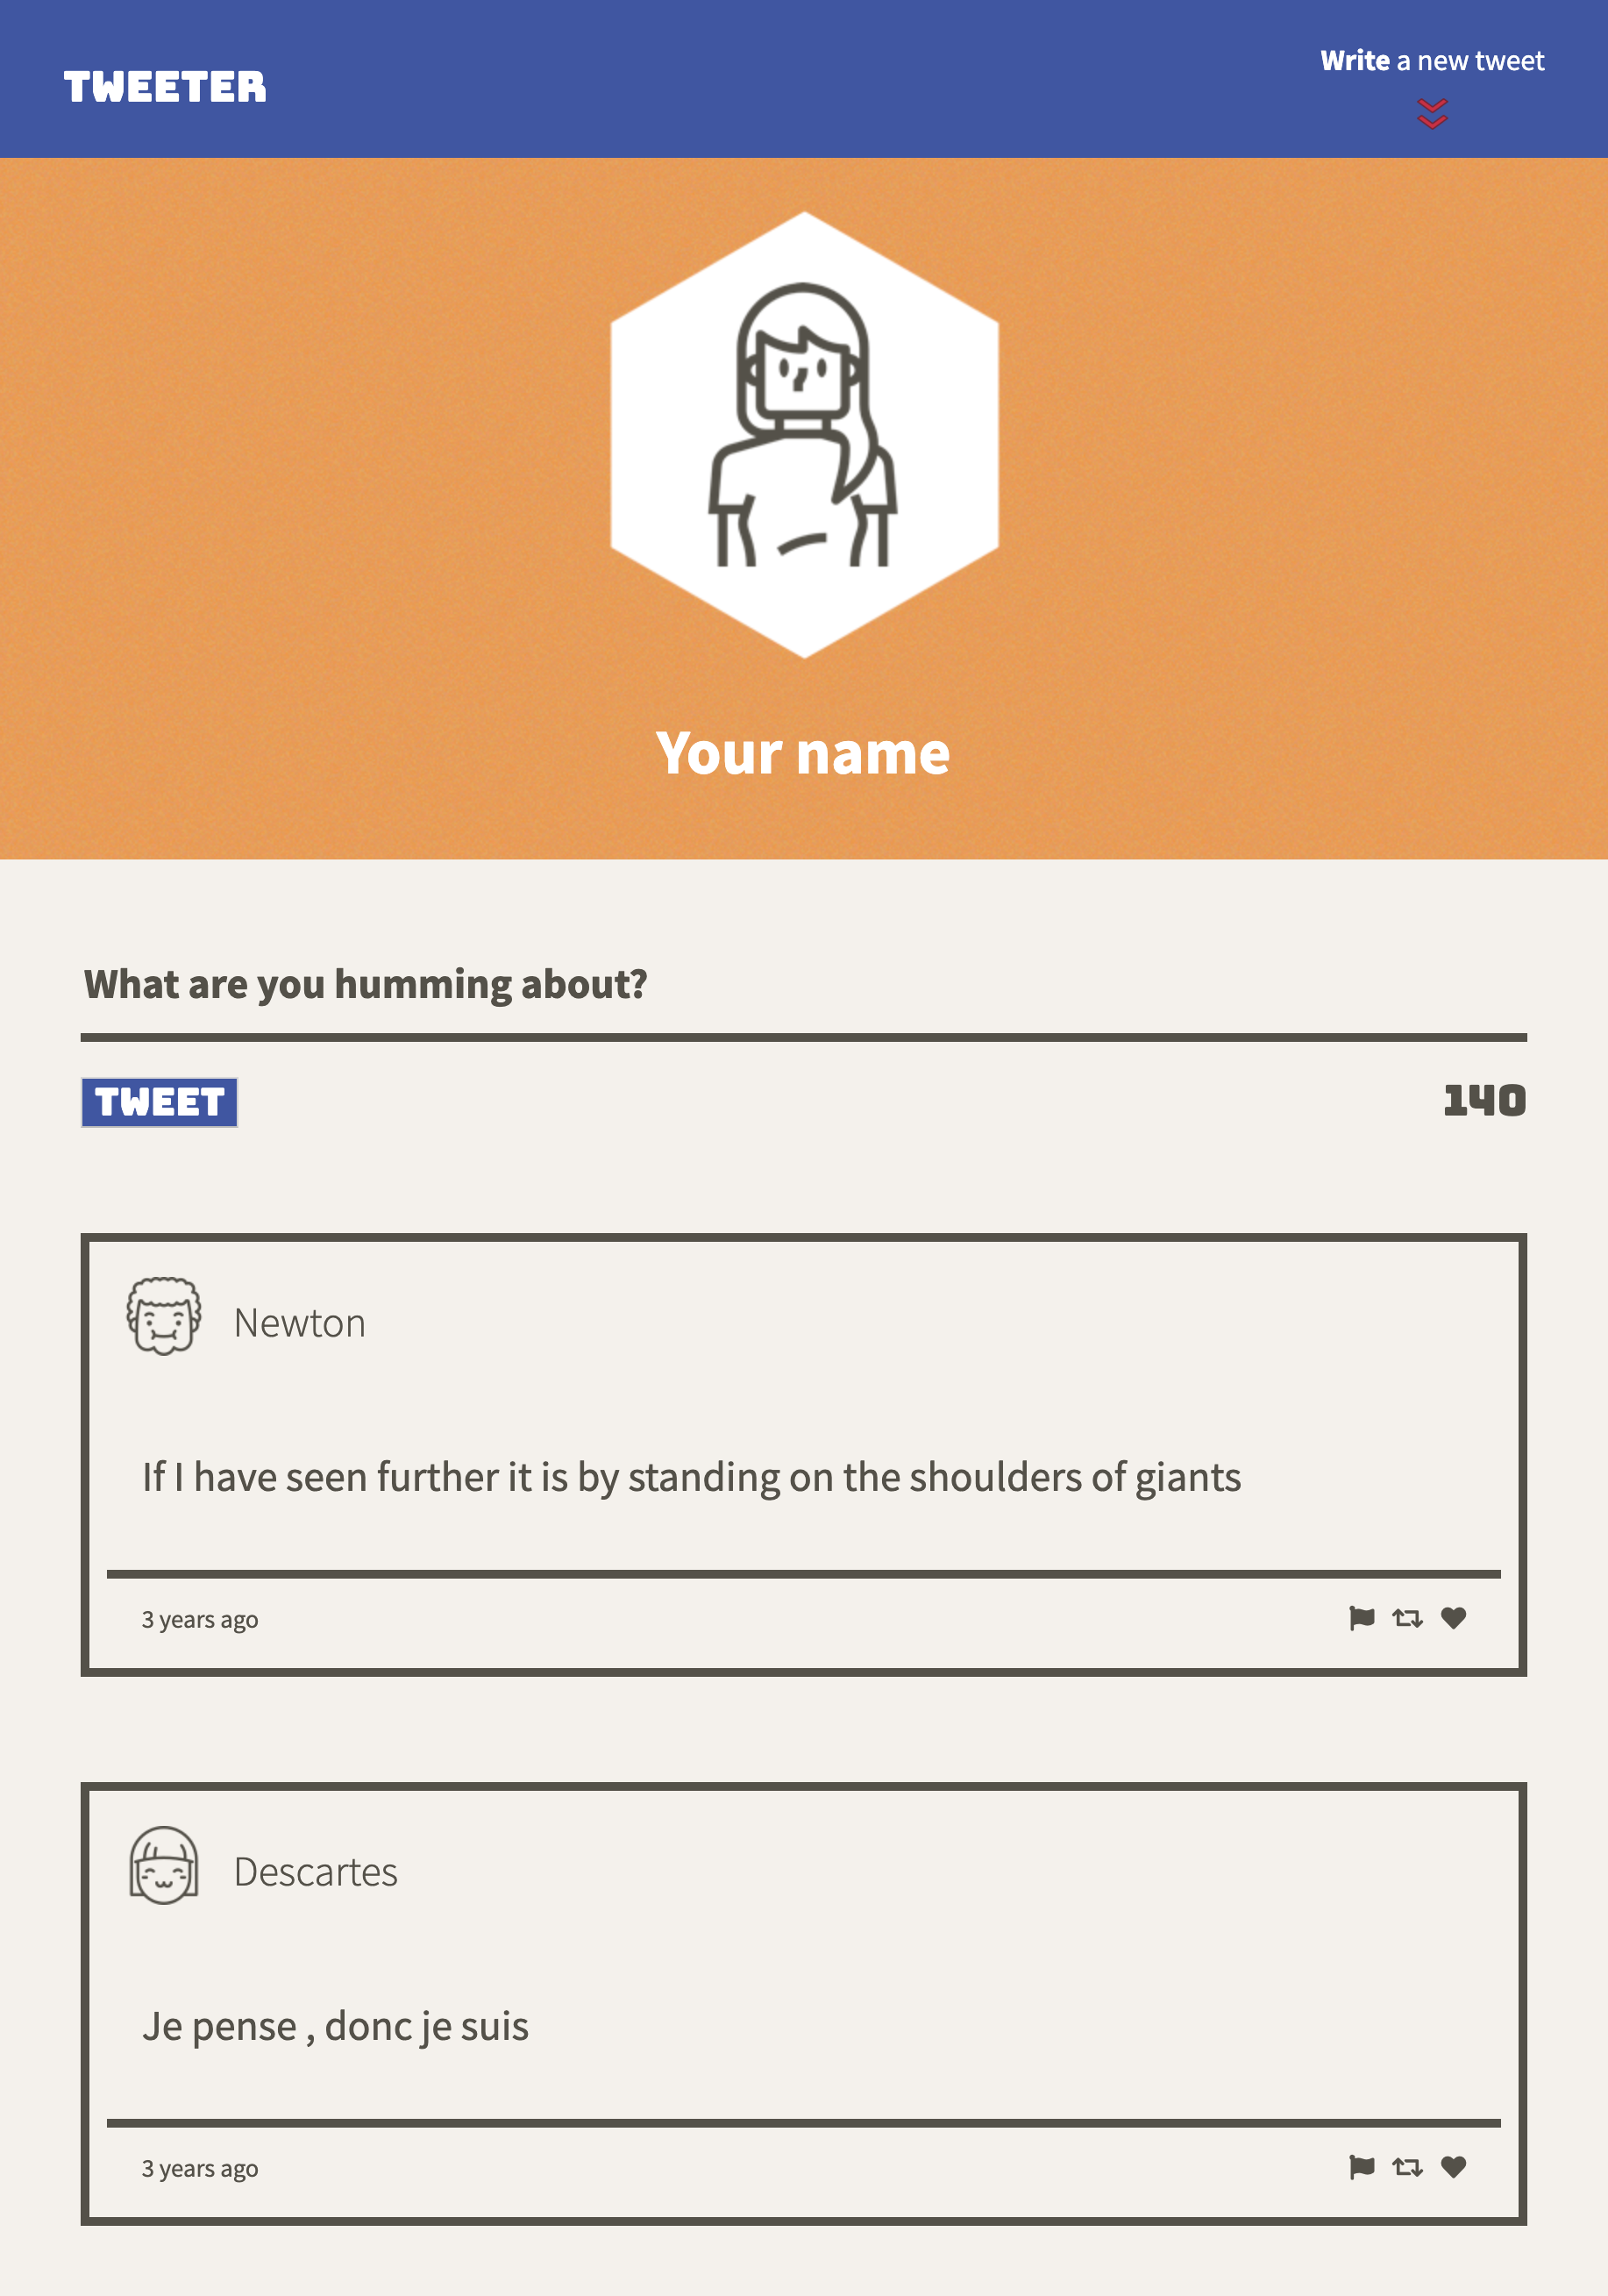 TWEETER
Write a new tweet
Your name
What are you humming about?
TWEET
140
Newton
If I have seen further it is by standing on the shoulders of giants
3 years ago
Descartes
Je pense , donc je suis
3 years ago